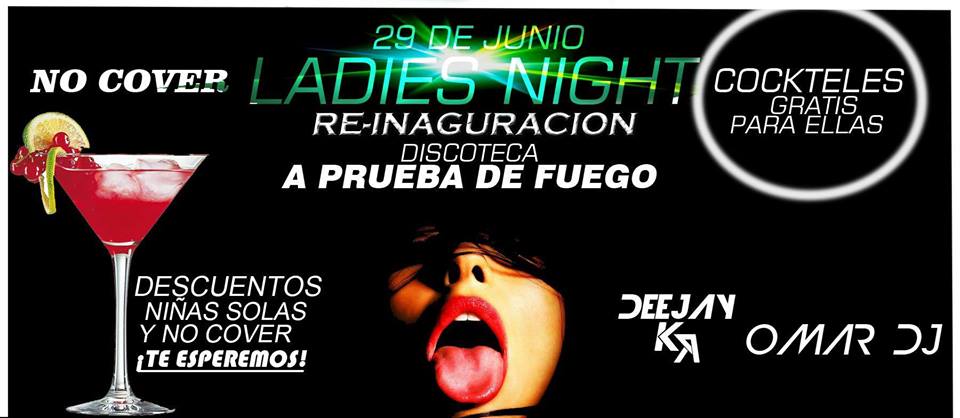 29 DE JUNIO
NO COVER
LADIES NIGHT
RE-INAGURACION
DISCOTECA
A PRUEBA DE FUEGO
COCKTELES
GRATIS
PARA ELLAS
DESCUENTOS
NIÑAS SOLAS
Y NO COVER
¡TE ESPEREMOS!
DEEJAY
KR
OMAR DJ